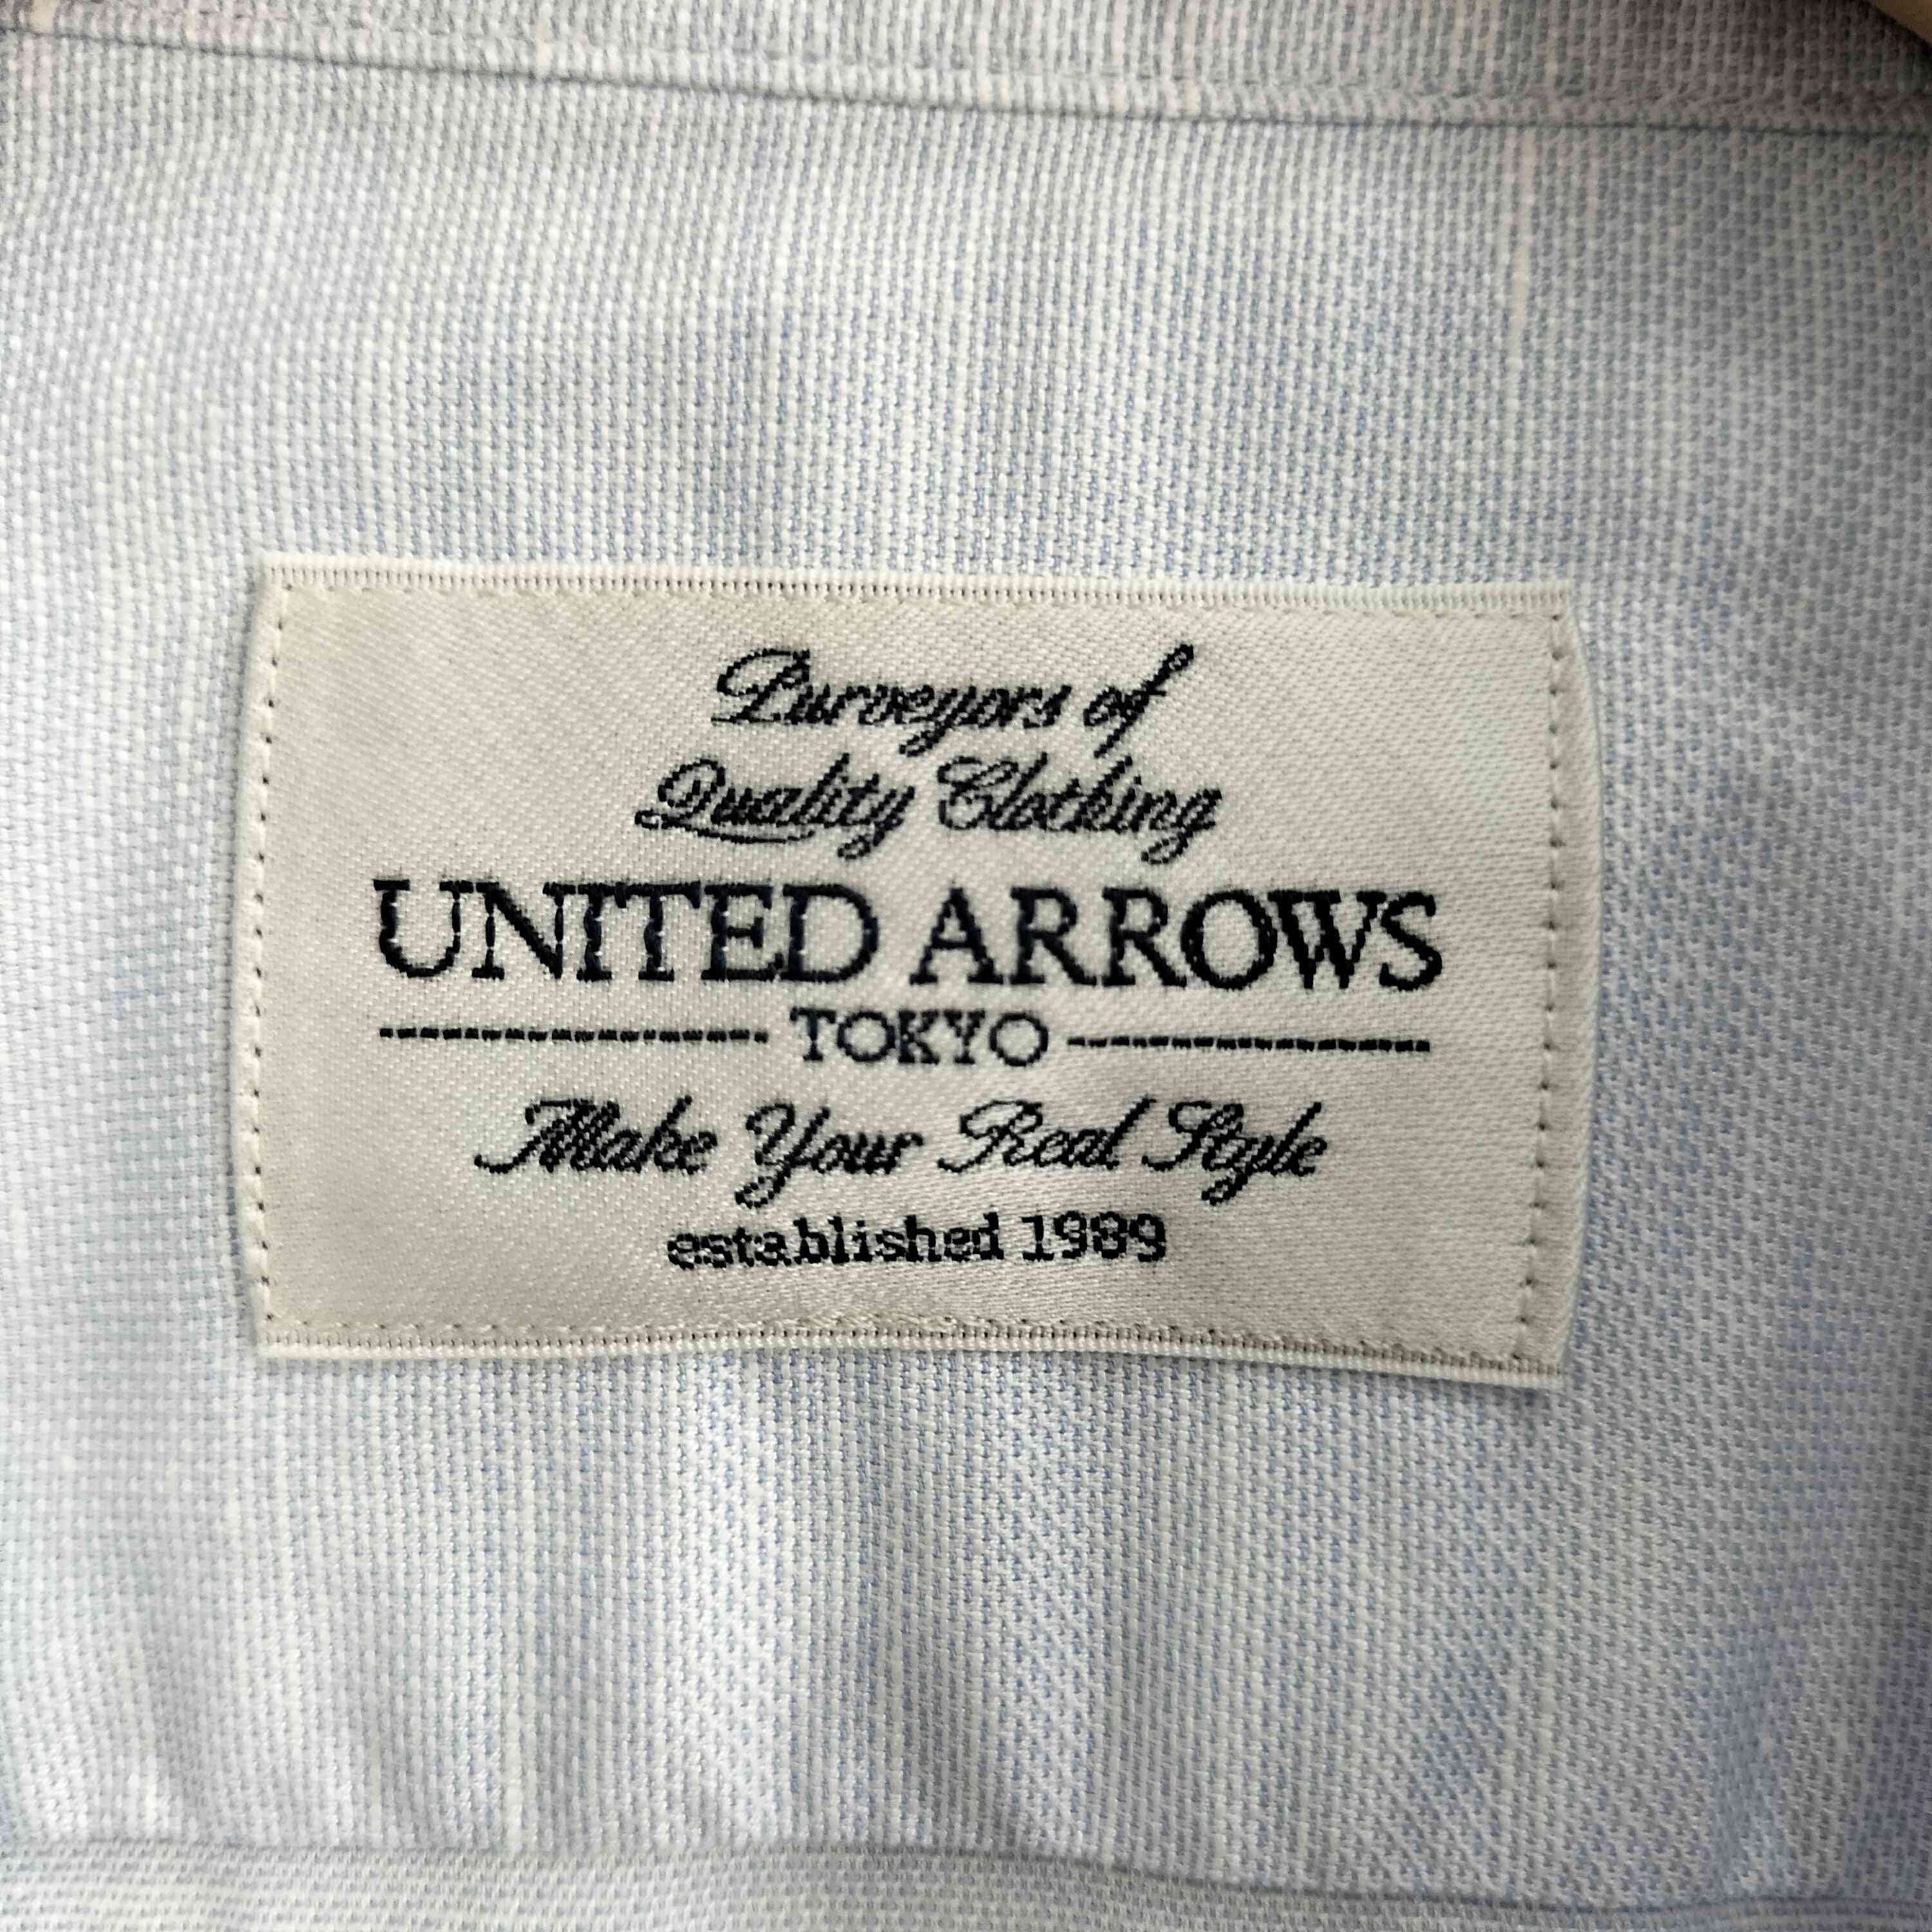 Purveyors of
Quality Clothing
UNITED ARROWS
TOKYO
Make Your Real Style
established 1989